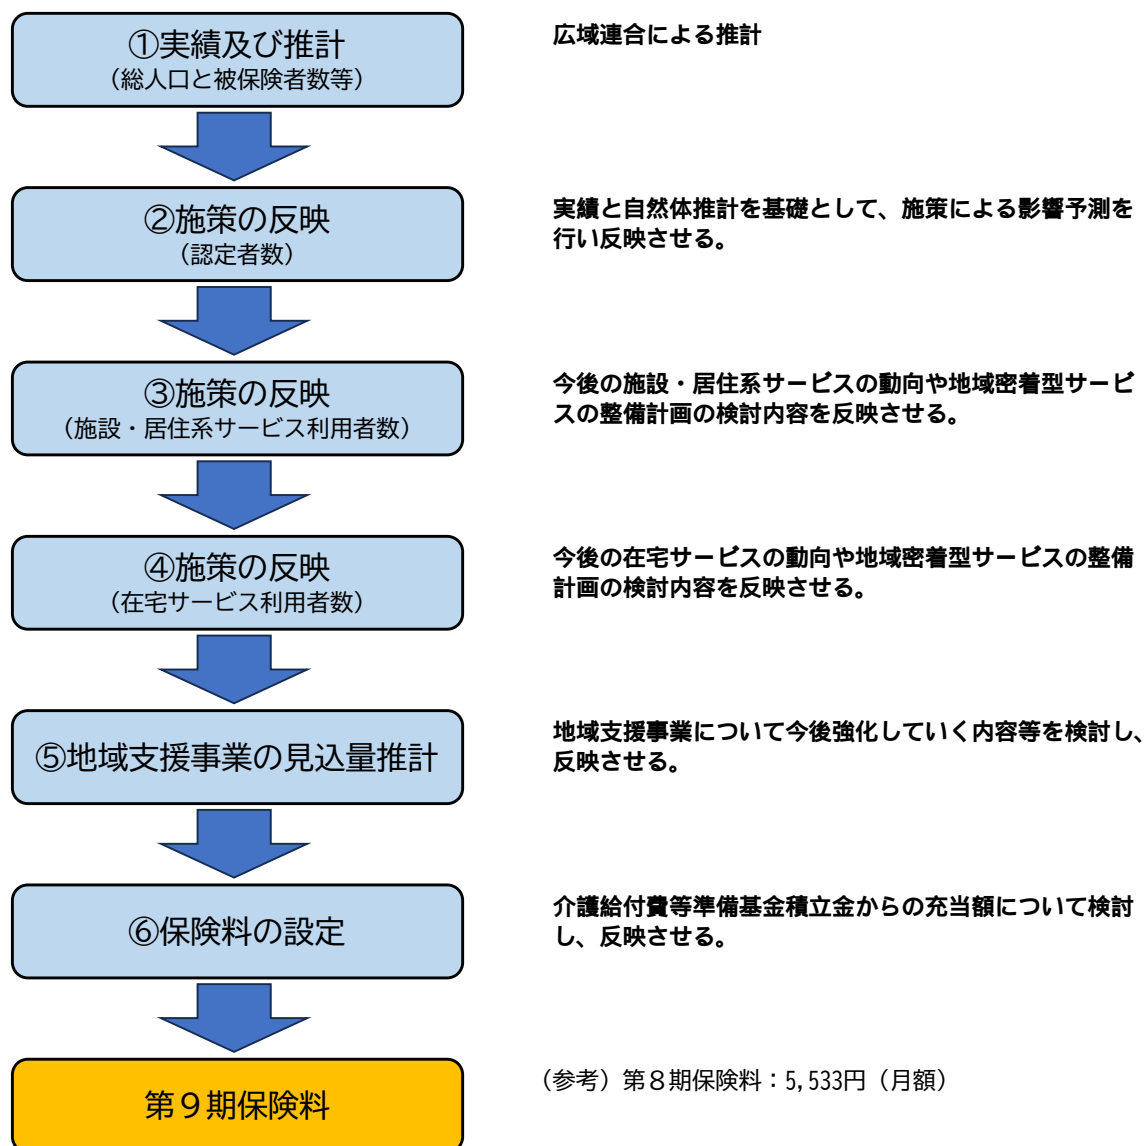 ①実績及び推計
（総人口と被保険者数等）
広域連合による推計
②施策の反映
（認定者数）
実績と自然体推計を基礎として、施策による影響予測を
行い反映させる。
③施策の反映
（施設・居住系サービス利用者数）
今後の施設・居住系サービスの動向や地域密着型サービ
スの整備計画の検討内容を反映させる。
④施策の反映
（在宅サービス利用者数）
今後の在宅サービスの動向や地域密着型サービスの整備
計画の検討内容を反映させる。
⑤地域支援事業の見込量推計
地域支援事業について今後強化していく内容等を検討し、
反映させる。
⑥保険料の設定
介護給付費等準備基金積立金からの充当額について検討
し、反映させる。
第９期保険料
（参考）第８期保険料：5,533円（月額）